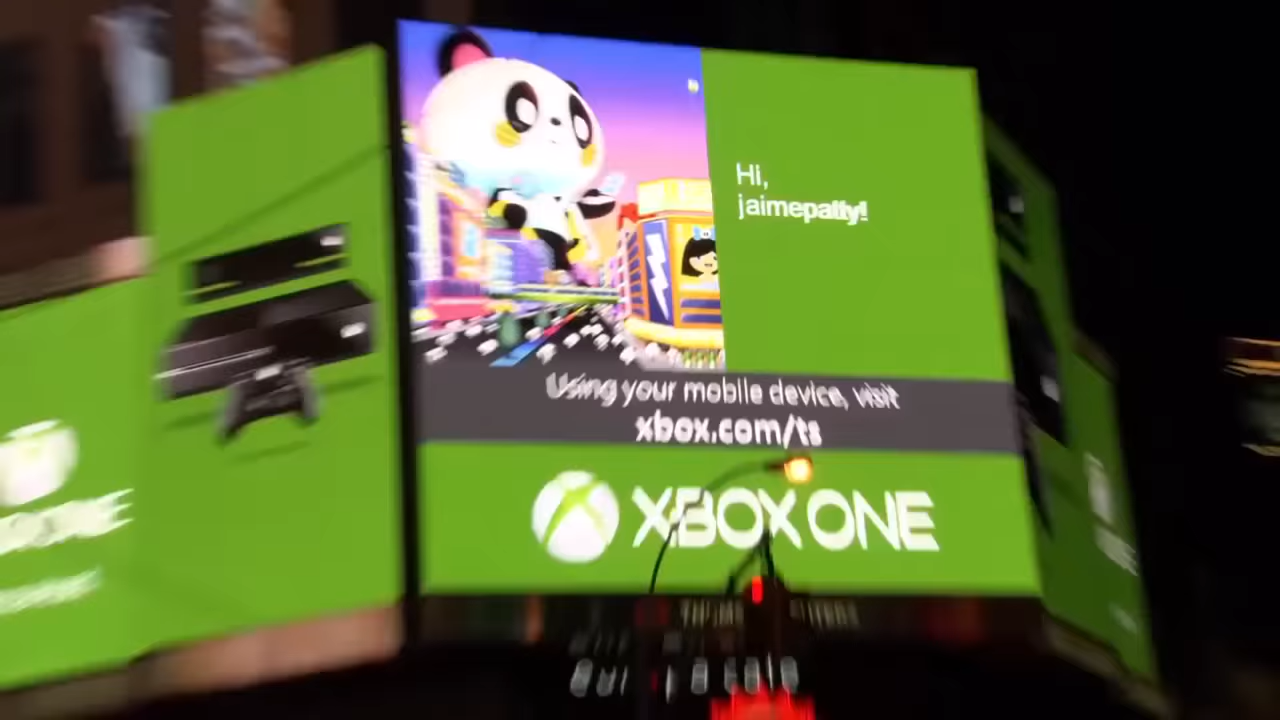 Hi,
jaimepatty!
Using your mobile device, visit
xbox.com/ts
XBOX ONE